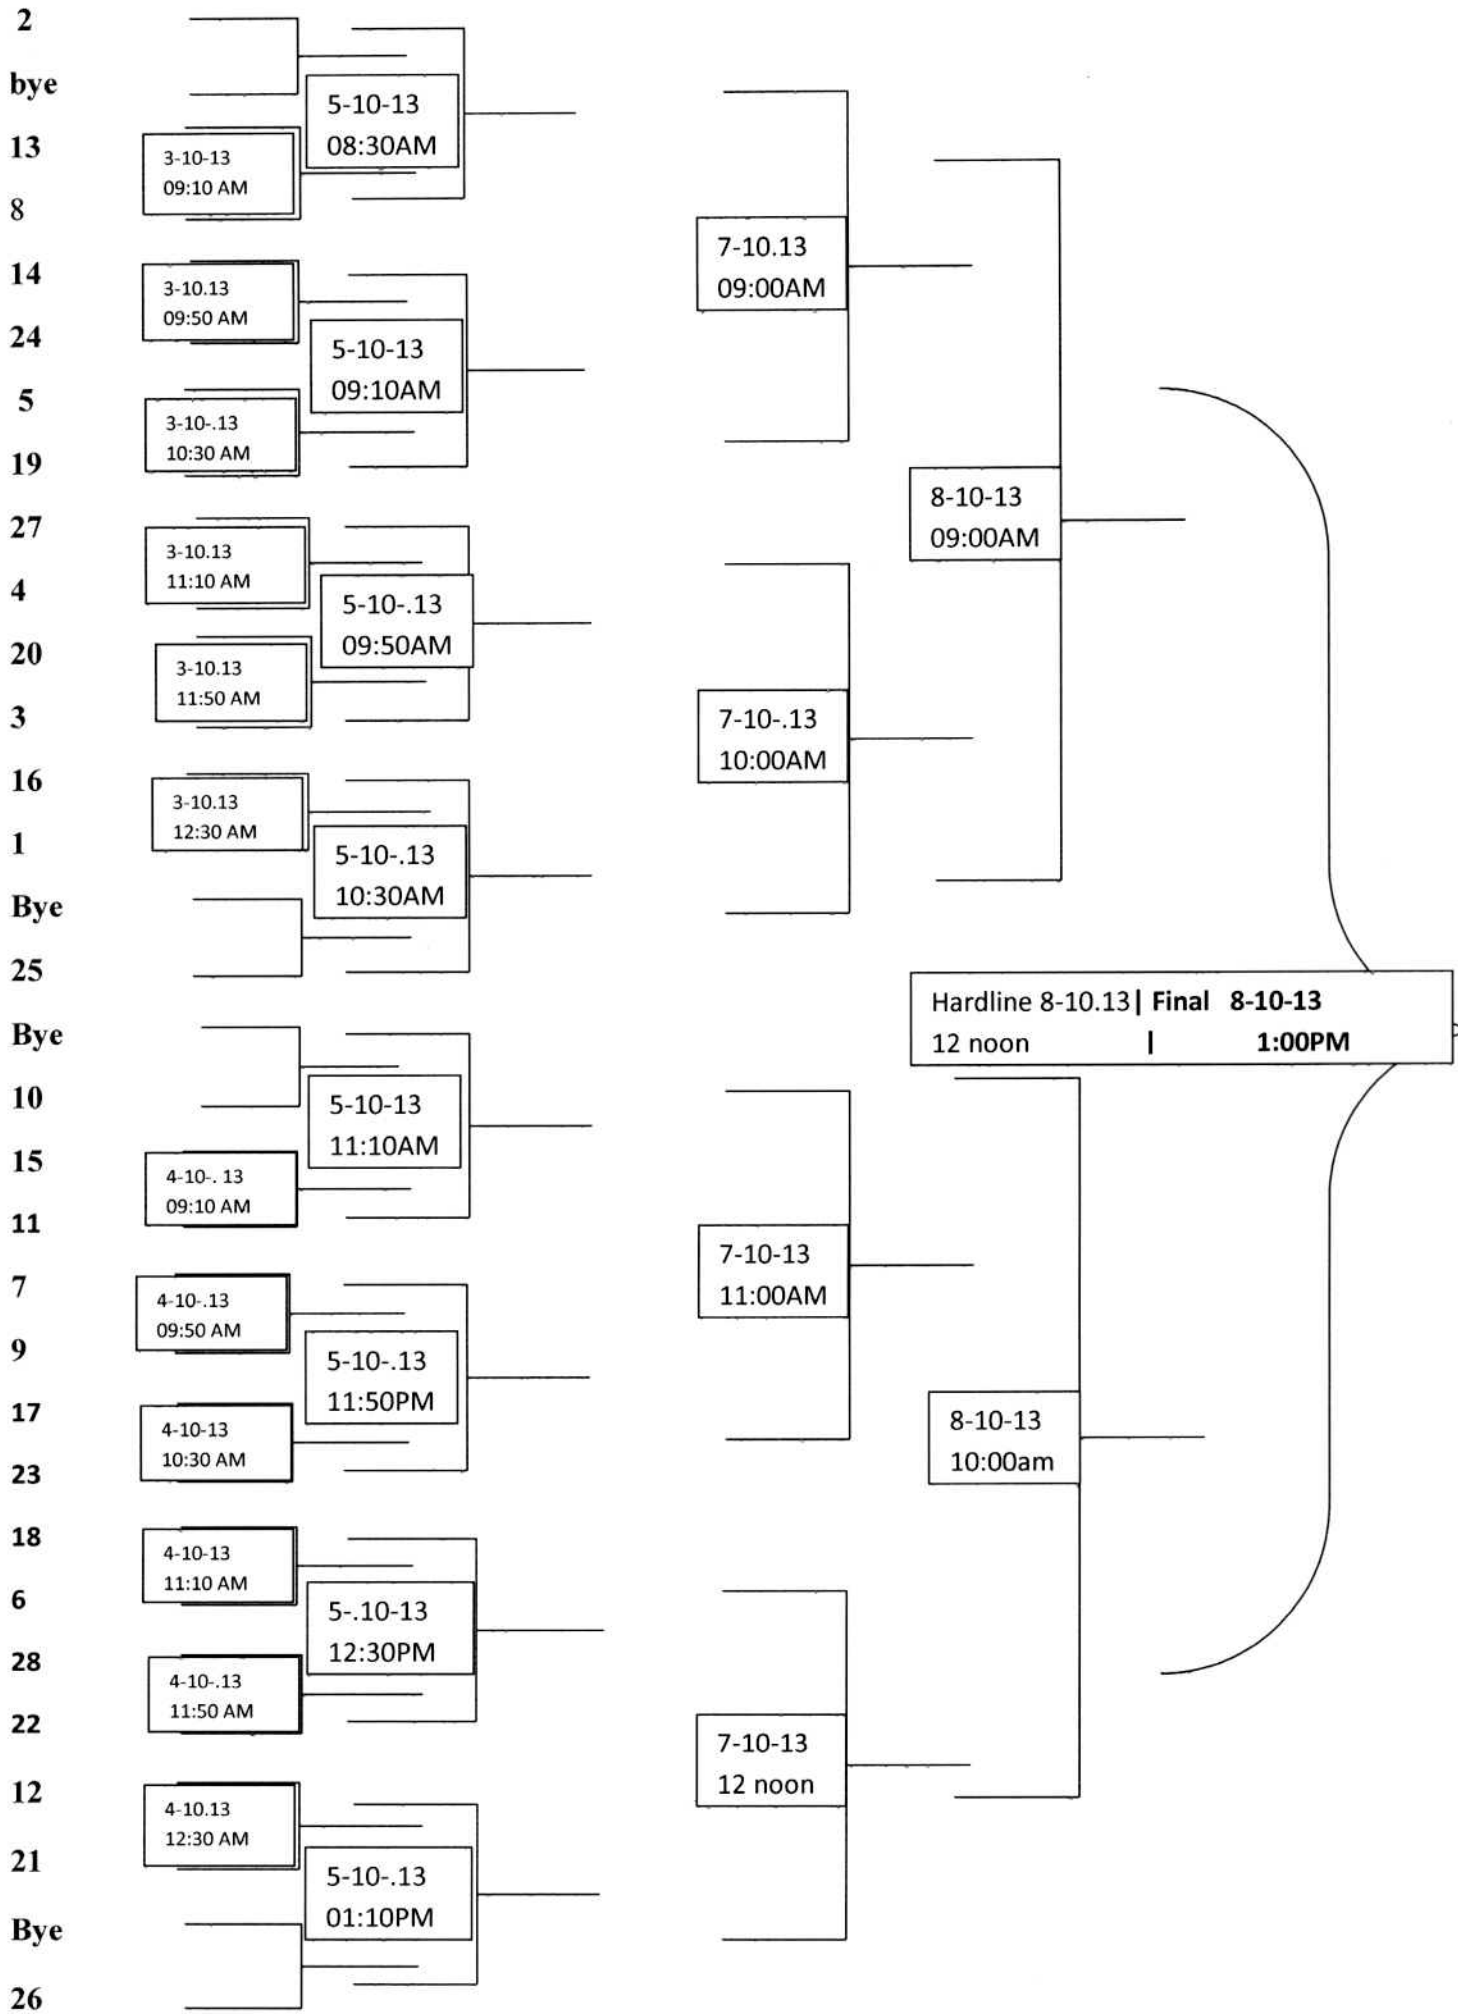 2
bye
13
8
14
24
5
19
27
4
20
3
16
1
Bye
25
Bye
10
15
11
7
9
17
23
18
6
28
22
12
21
Bye
26
3-10-13
09:10 AM
3-10.13
09:50 AM
3-10-.13
10:30 AM
3-10.13
11:10 AM
3-10.13
11:50 AM
3-10.13
12:30 AM
4-10-. 13
09:10 AM
4-10-.13
09:50 AM
4-10-13
10:30 AM
4-10-13
11:10 AM
4-10-.13
11:50 AM
4-10.13
12:30 AM
5-10-13
08:30AM
5-10-13
09:10AM
5-10-.13
09:50AM
5-10-.13
10:30AM
5-10-13
11:10AM
5-10-.13
11:50PM
5-.10-13
12:30PM
5-10-.13
01:10PM
7-10.13
09:00AM
7-10-.13
10:00AM
7-10-13
11:00AM
7-10-13
12 noon
8-10-13
09:00AM
8-10-13
10:00am
Hardline 8-10.13| Final 8-10-13
12 noon | 1:00PM